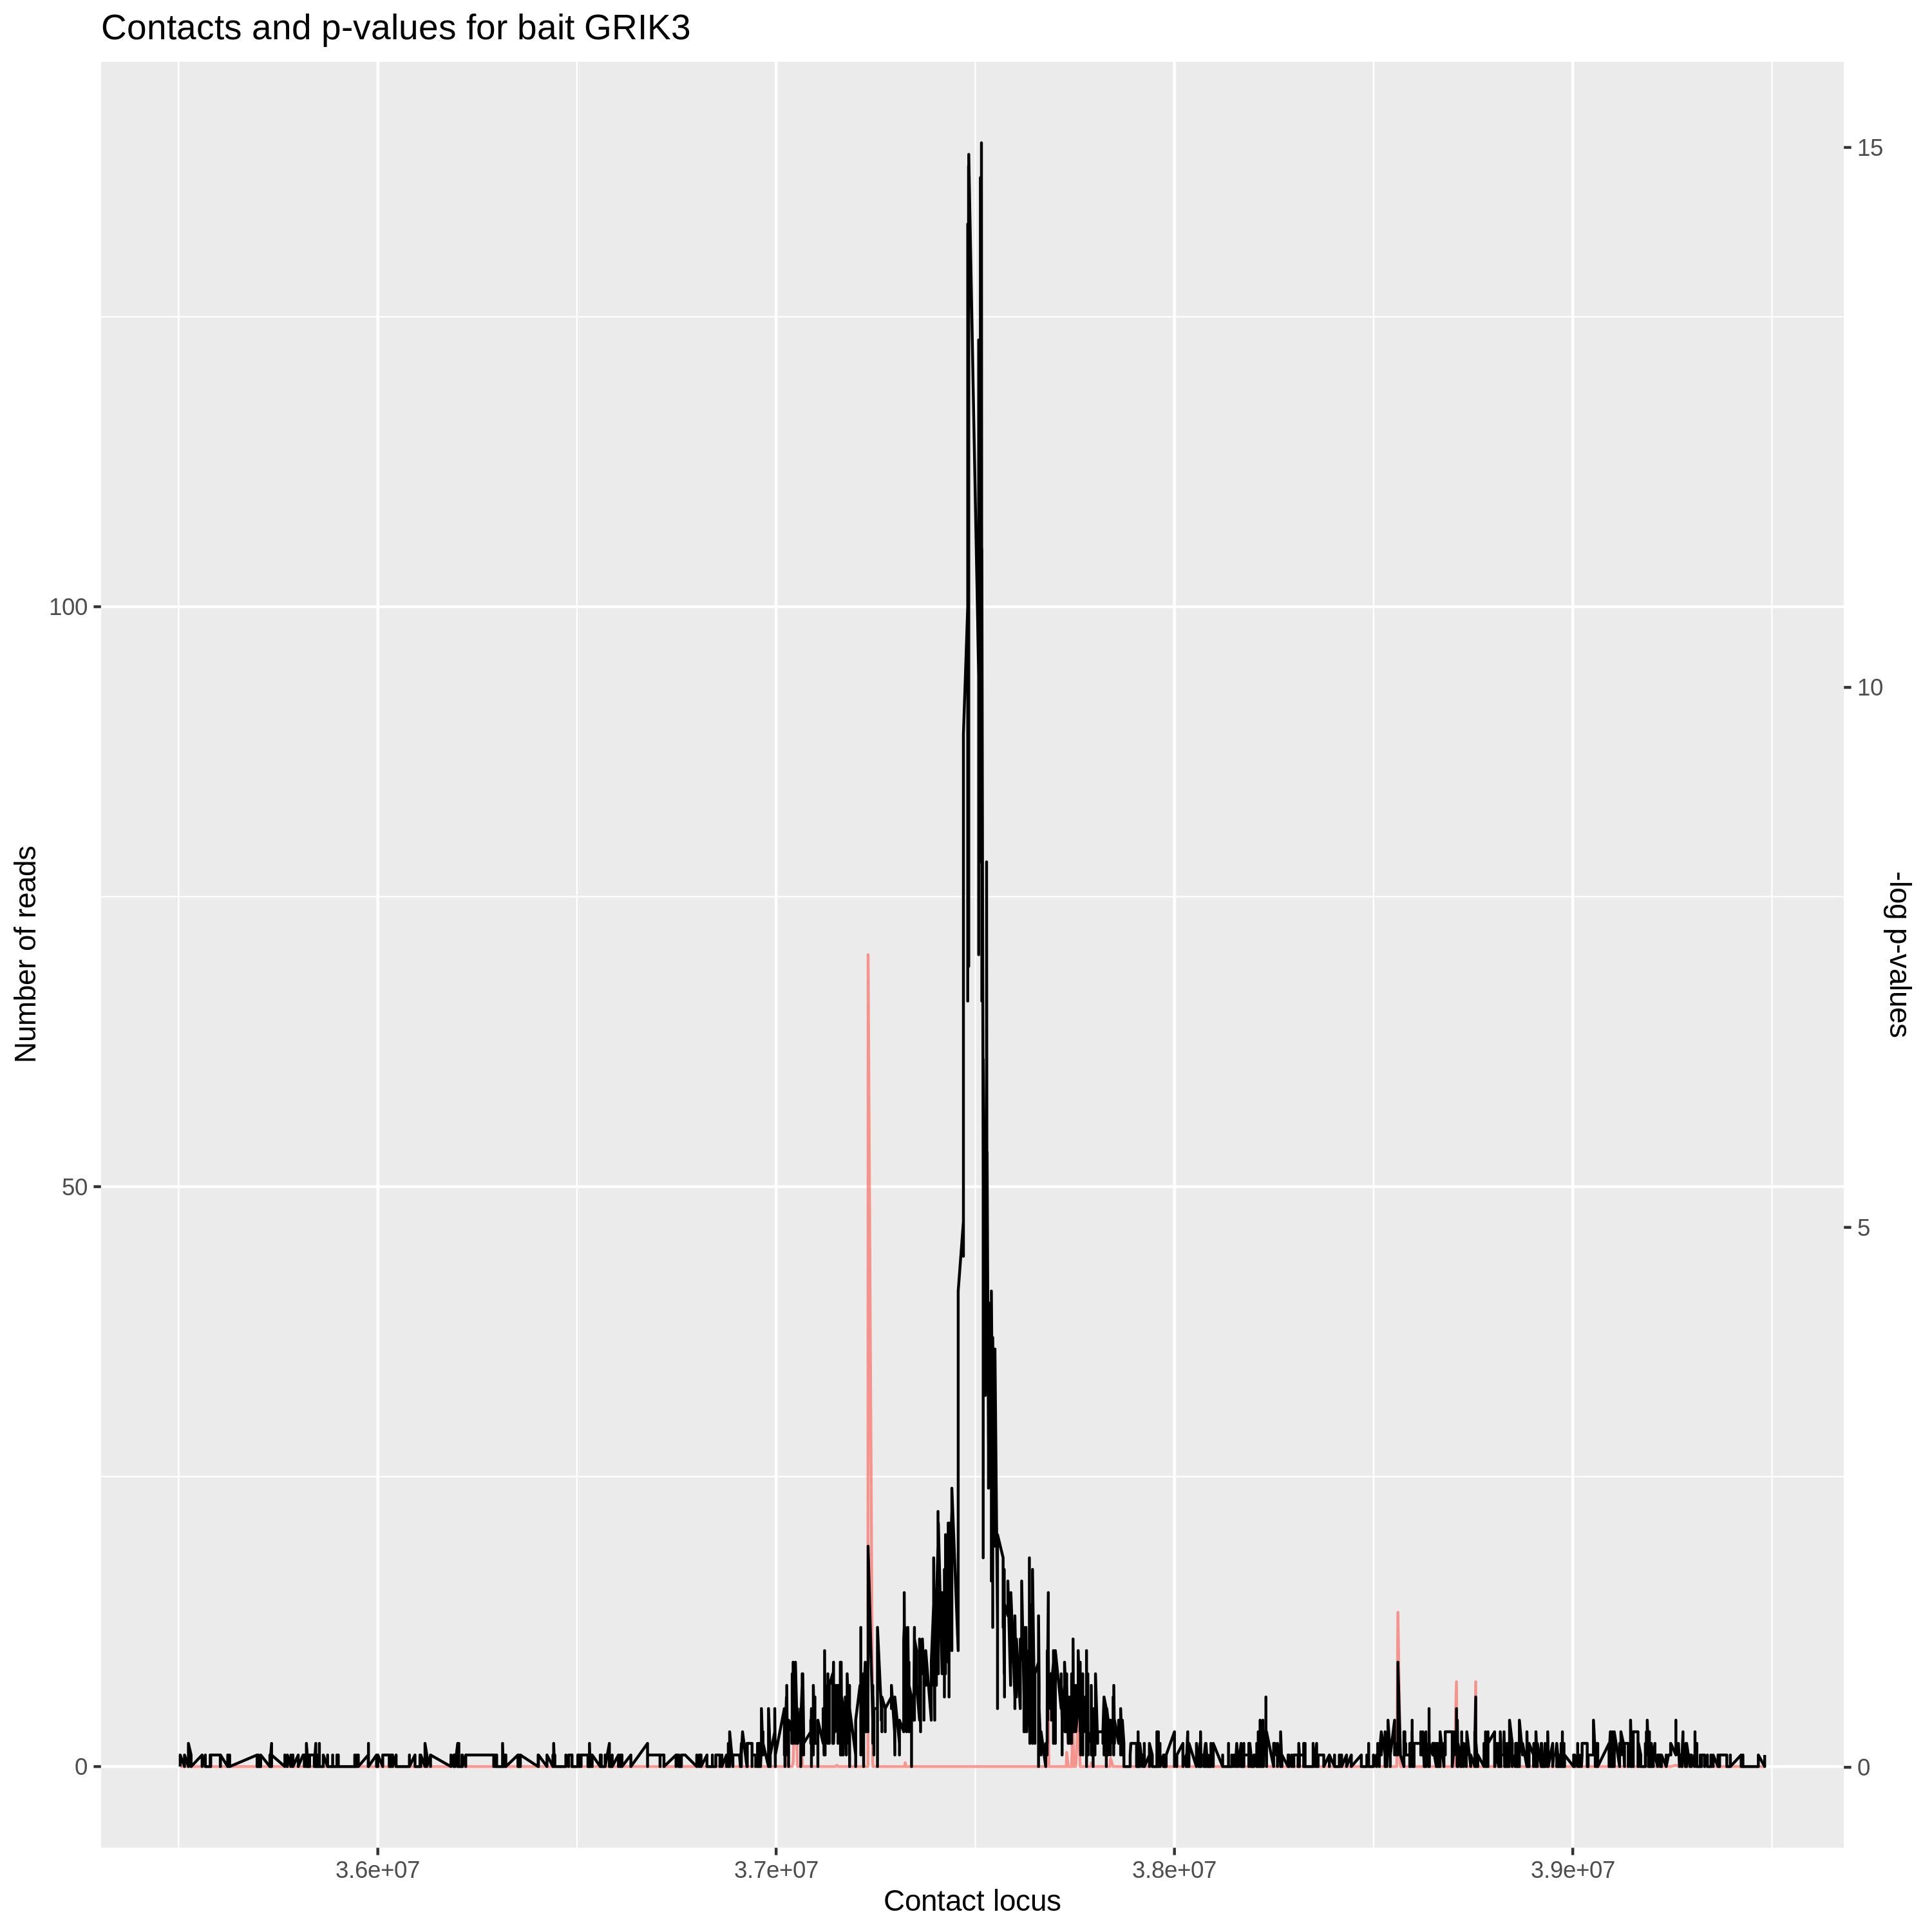 Contacts and p-values for bait GRIK3
15
100
10
Number of reads
-log p-values
50
5
0
0
3.6e+07
3.7e+07
3.8e+07
3.9e+07
Contact locus